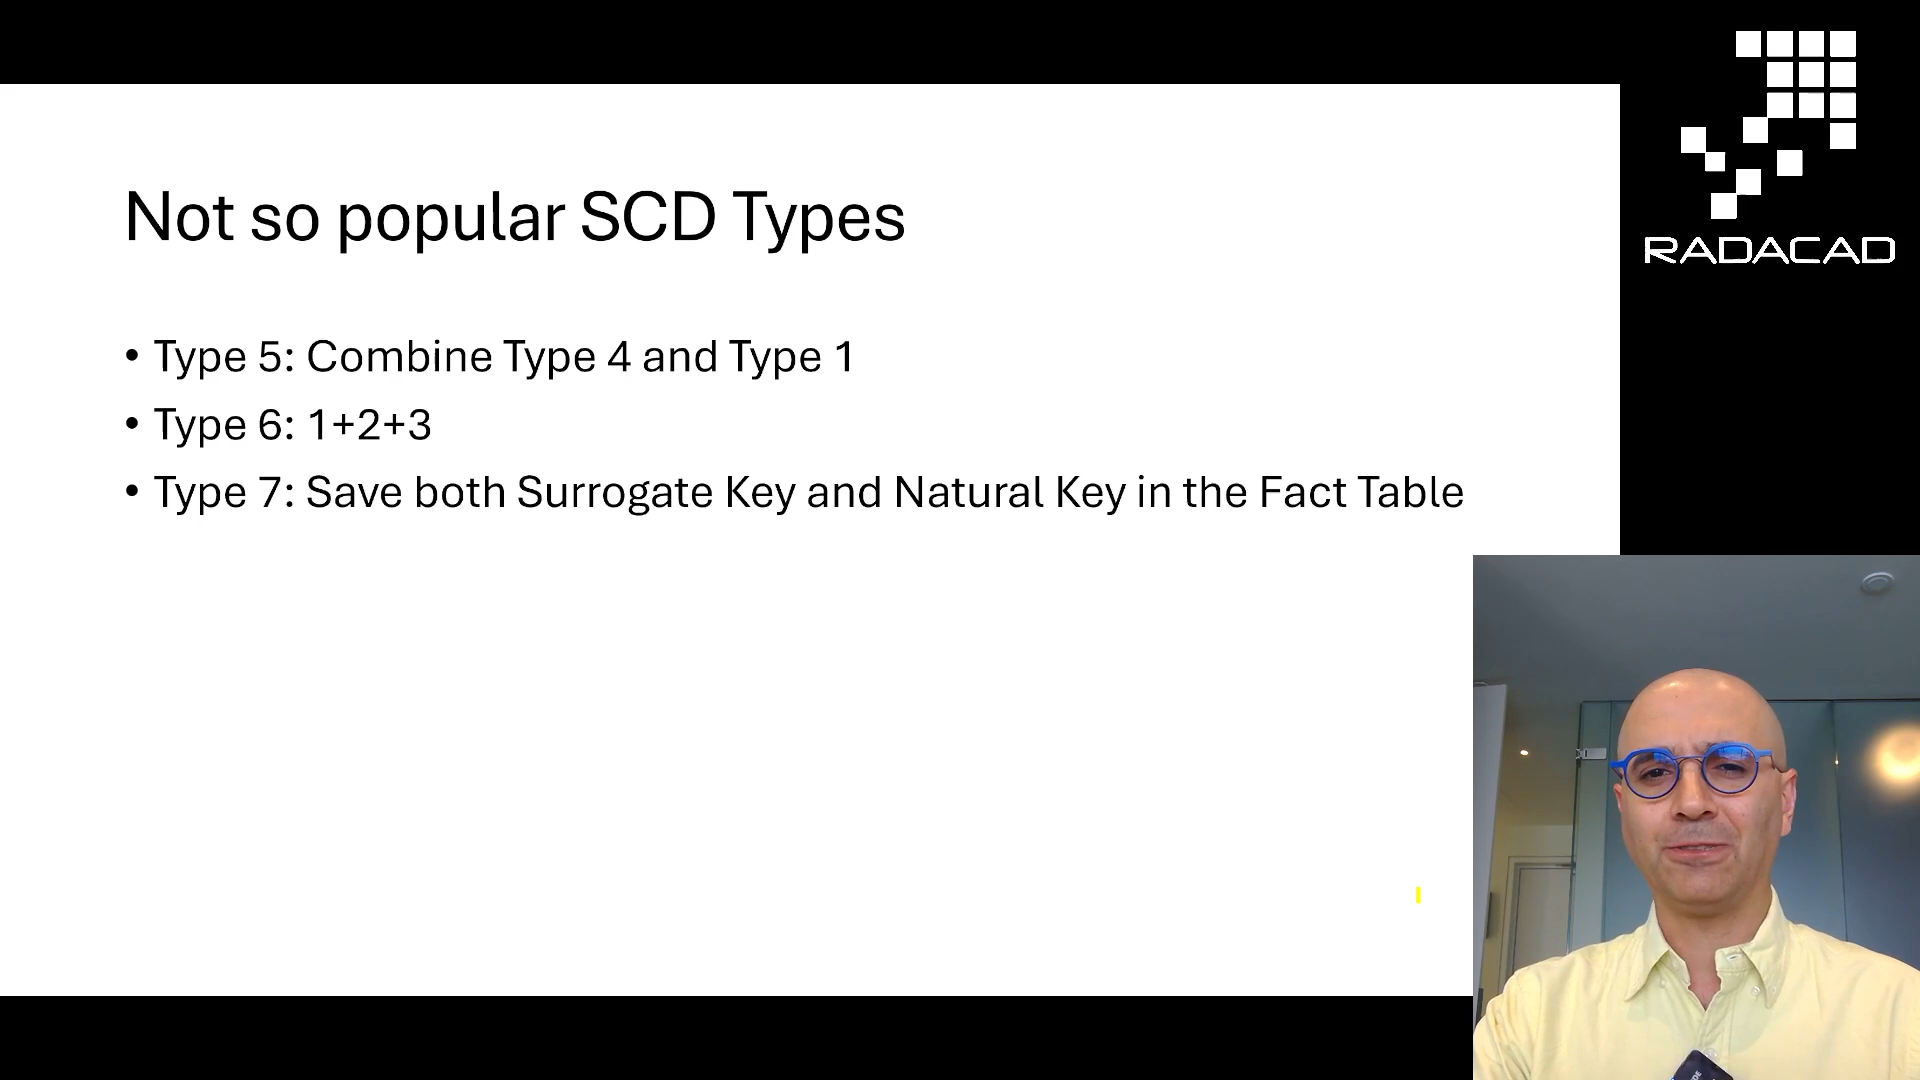 Not so popular SCD Types
• Type 5: Combine Type 4 and Type 1
• Type 6: 1+2+3
• Type 7: Save both Surrogate Key and Natural Key in the Fact Table
RADACAD